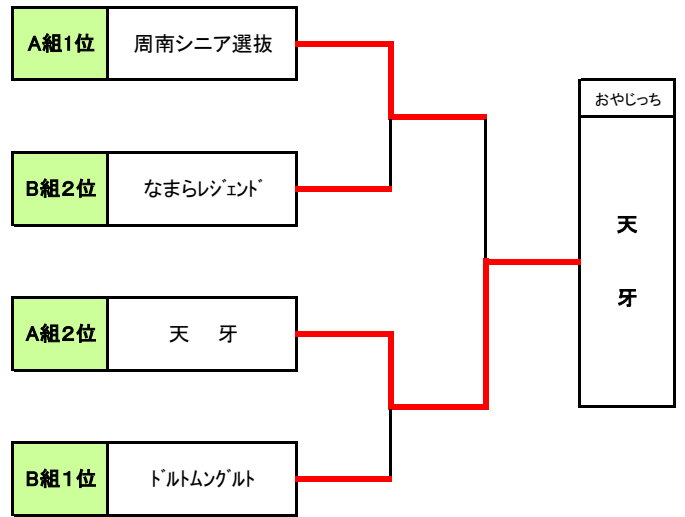 A組1位 周南シニア選抜
おやじっち
B組2位 なまらレジェンド
天牙
A組2位 天 牙
B組1位 ドルトムングルト